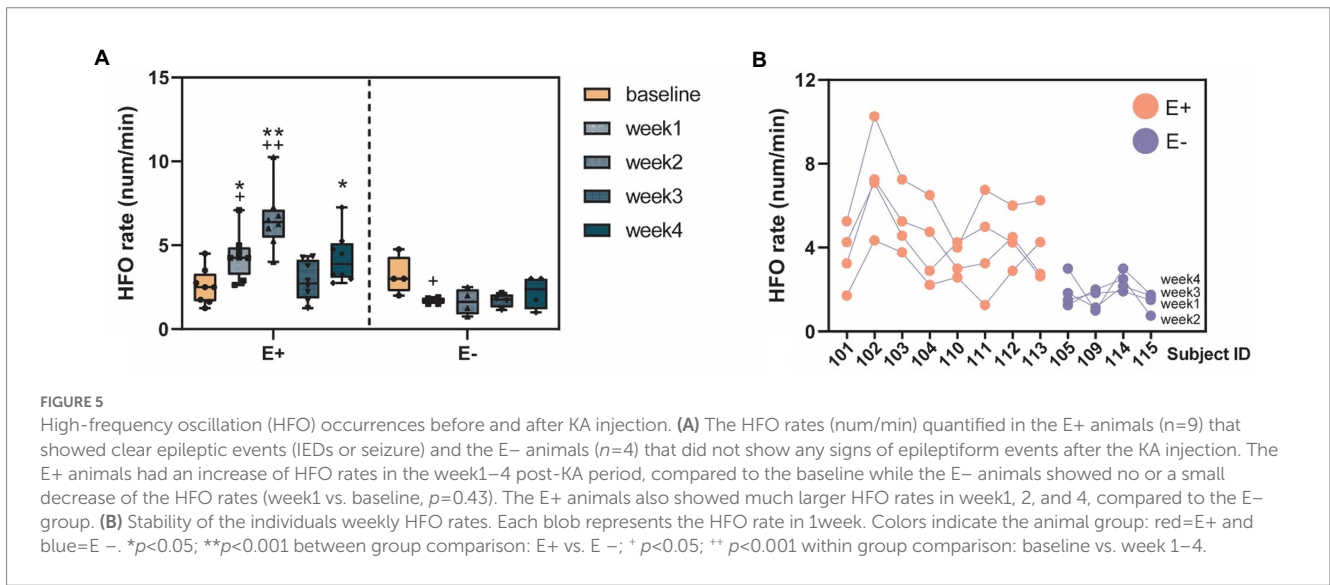 A
15
10
5
0
HFO rate (num/min)
*
+
**
++
*
+
E+
E-
baseline
week1
week2
week3
week4
B
12
8
4
0
HFO rate (num/min)
E+
E-
week4
week3
week1
week2
101
102
103
104
110
111
112
113
105
109
114
115
Subject ID
FIGURE 5
High-frequency oscillation (HFO) occurrences before and after KA injection. (A) The HFO rates (num/min) quantified in the E+ animals (n=9) that
showed clear epileptic events (IEDs or seizure) and the E− animals (n=4) that did not show any signs of epileptiform events after the KA injection. The
E+ animals had an increase of HFO rates in the week1–4 post-KA period, compared to the baseline while the E− animals showed no or a small
decrease of the HFO rates (week1 vs. baseline, p=0.43). The E+ animals also showed much larger HFO rates in week1, 2, and 4, compared to the E−
group. (B) Stability of the individuals weekly HFO rates. Each blob represents the HFO rate in 1week. Colors indicate the animal group: red=E+ and
blue=E −. *p<0.05; **p<0.001 between group comparison: E+ vs. E −; + p<0.05; ++ p<0.001 within group comparison: baseline vs. week 1–4.